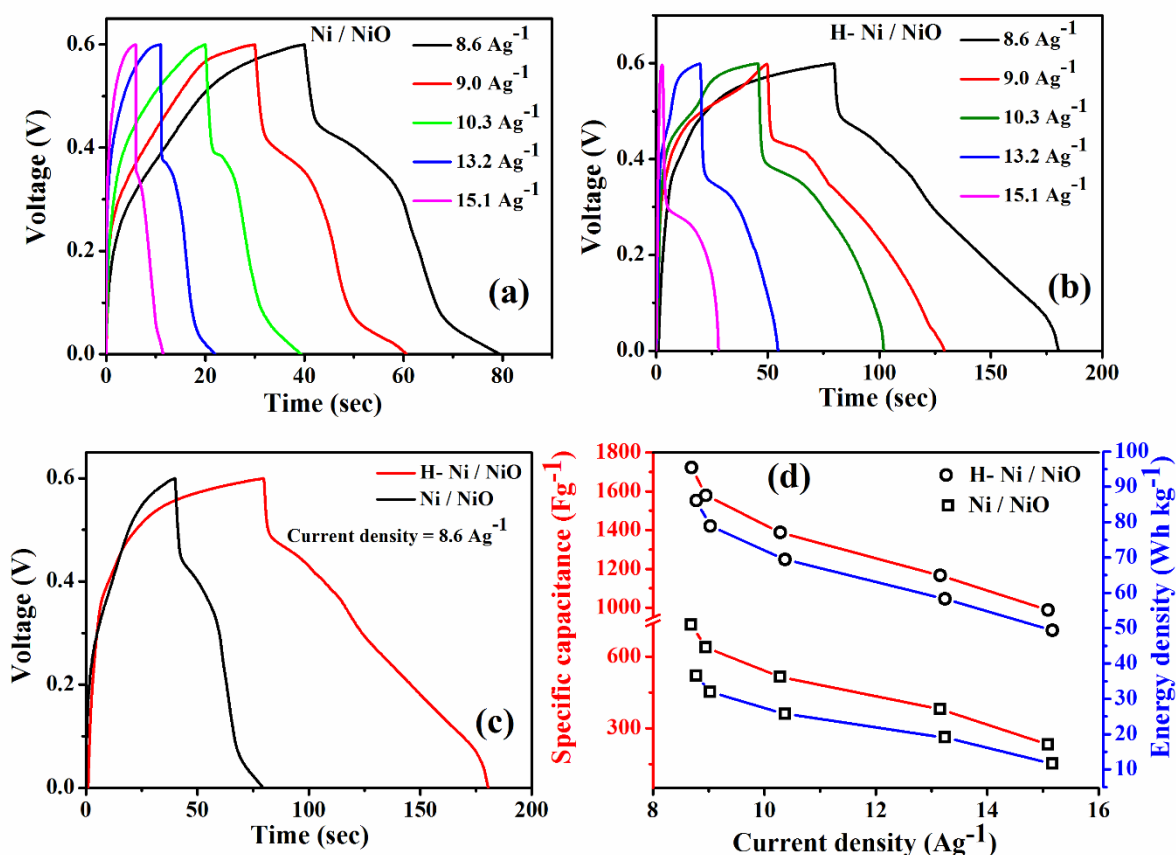 Ni / NiO
8.6 Ag⁻¹
9.0 Ag⁻¹
10.3 Ag⁻¹
13.2 Ag⁻¹
15.1 Ag⁻¹
(a)
Voltage (V)
0.6
0.4
0.2
0.0
0 20 40 60 80
Time (sec)
H- Ni / NiO
8.6 Ag⁻¹
9.0 Ag⁻¹
10.3 Ag⁻¹
13.2 Ag⁻¹
15.1 Ag⁻¹
(b)
Voltage (V)
0.6
0.4
0.2
0.0
0 50 100 150 200
Time (sec)
H- Ni / NiO
Ni / NiO
Current density = 8.6 Ag⁻¹
(c)
Voltage (V)
0.6
0.4
0.2
0.0
0 50 100 150 200
Time (sec)
(d)
H- Ni / NiO
Ni / NiO
Specific capacitance (Fg⁻¹)
1800
1600
1400
1200
1000
600
300
Energy density (Wh kg⁻¹)
100
90
80
70
60
50
40
30
20
10
8 10 12 14 16
Current density (Ag⁻¹)